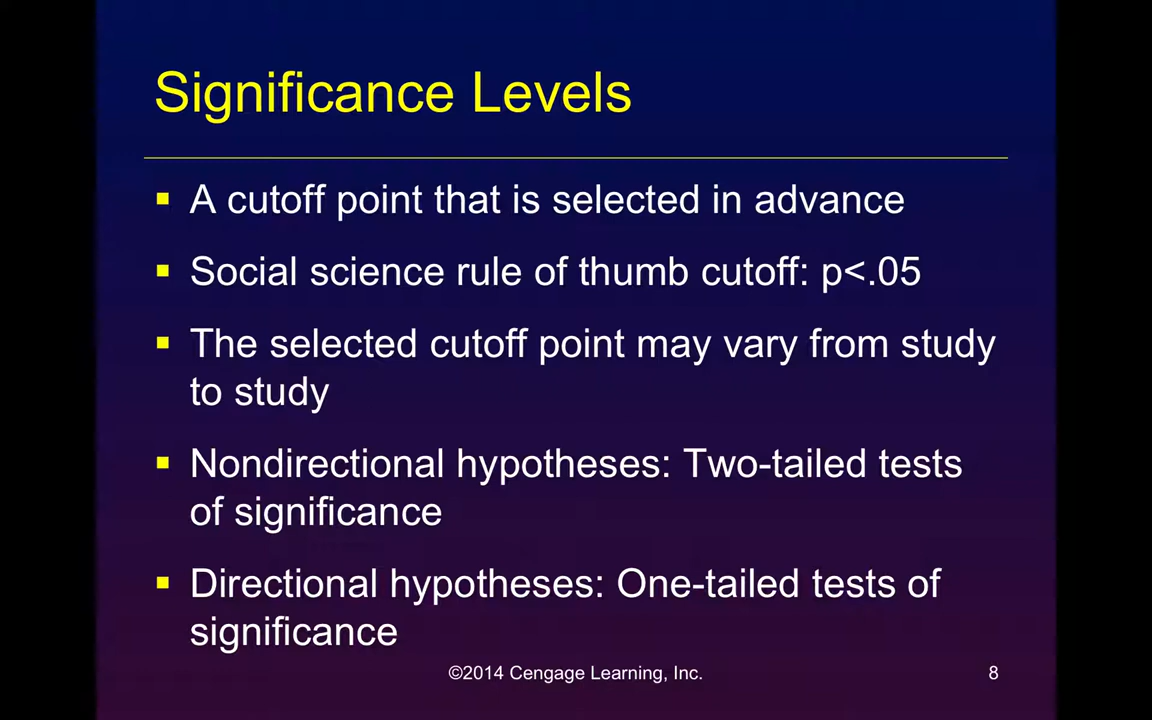 Significance Levels
▪ A cutoff point that is selected in advance
▪ Social science rule of thumb cutoff: p<.05
▪ The selected cutoff point may vary from study
to study
▪ Nondirectional hypotheses: Two-tailed tests
of significance
▪ Directional hypotheses: One-tailed tests of
significance
©2014 Cengage Learning, Inc.
8